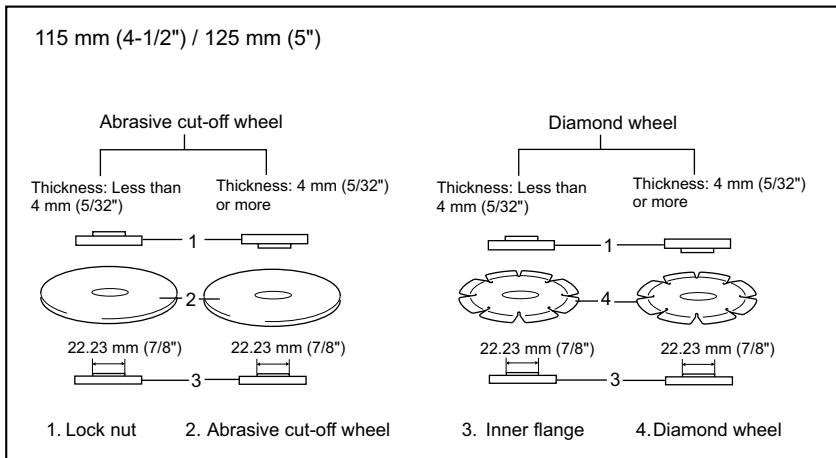 115 mm (4-1/2") / 125 mm (5")
Abrasive cut-off wheel
Diamond wheel
Thickness: Less than
4 mm (5/32")
Thickness: 4 mm (5/32")
or more
Thickness: Less than
4 mm (5/32")
Thickness: 4 mm (5/32")
or more
1
1
2
4
22.23 mm (7/8")
22.23 mm (7/8")
22.23 mm (7/8")
22.23 mm (7/8")
3
3
1. Lock nut
2. Abrasive cut-off wheel
3. Inner flange
4.Diamond wheel